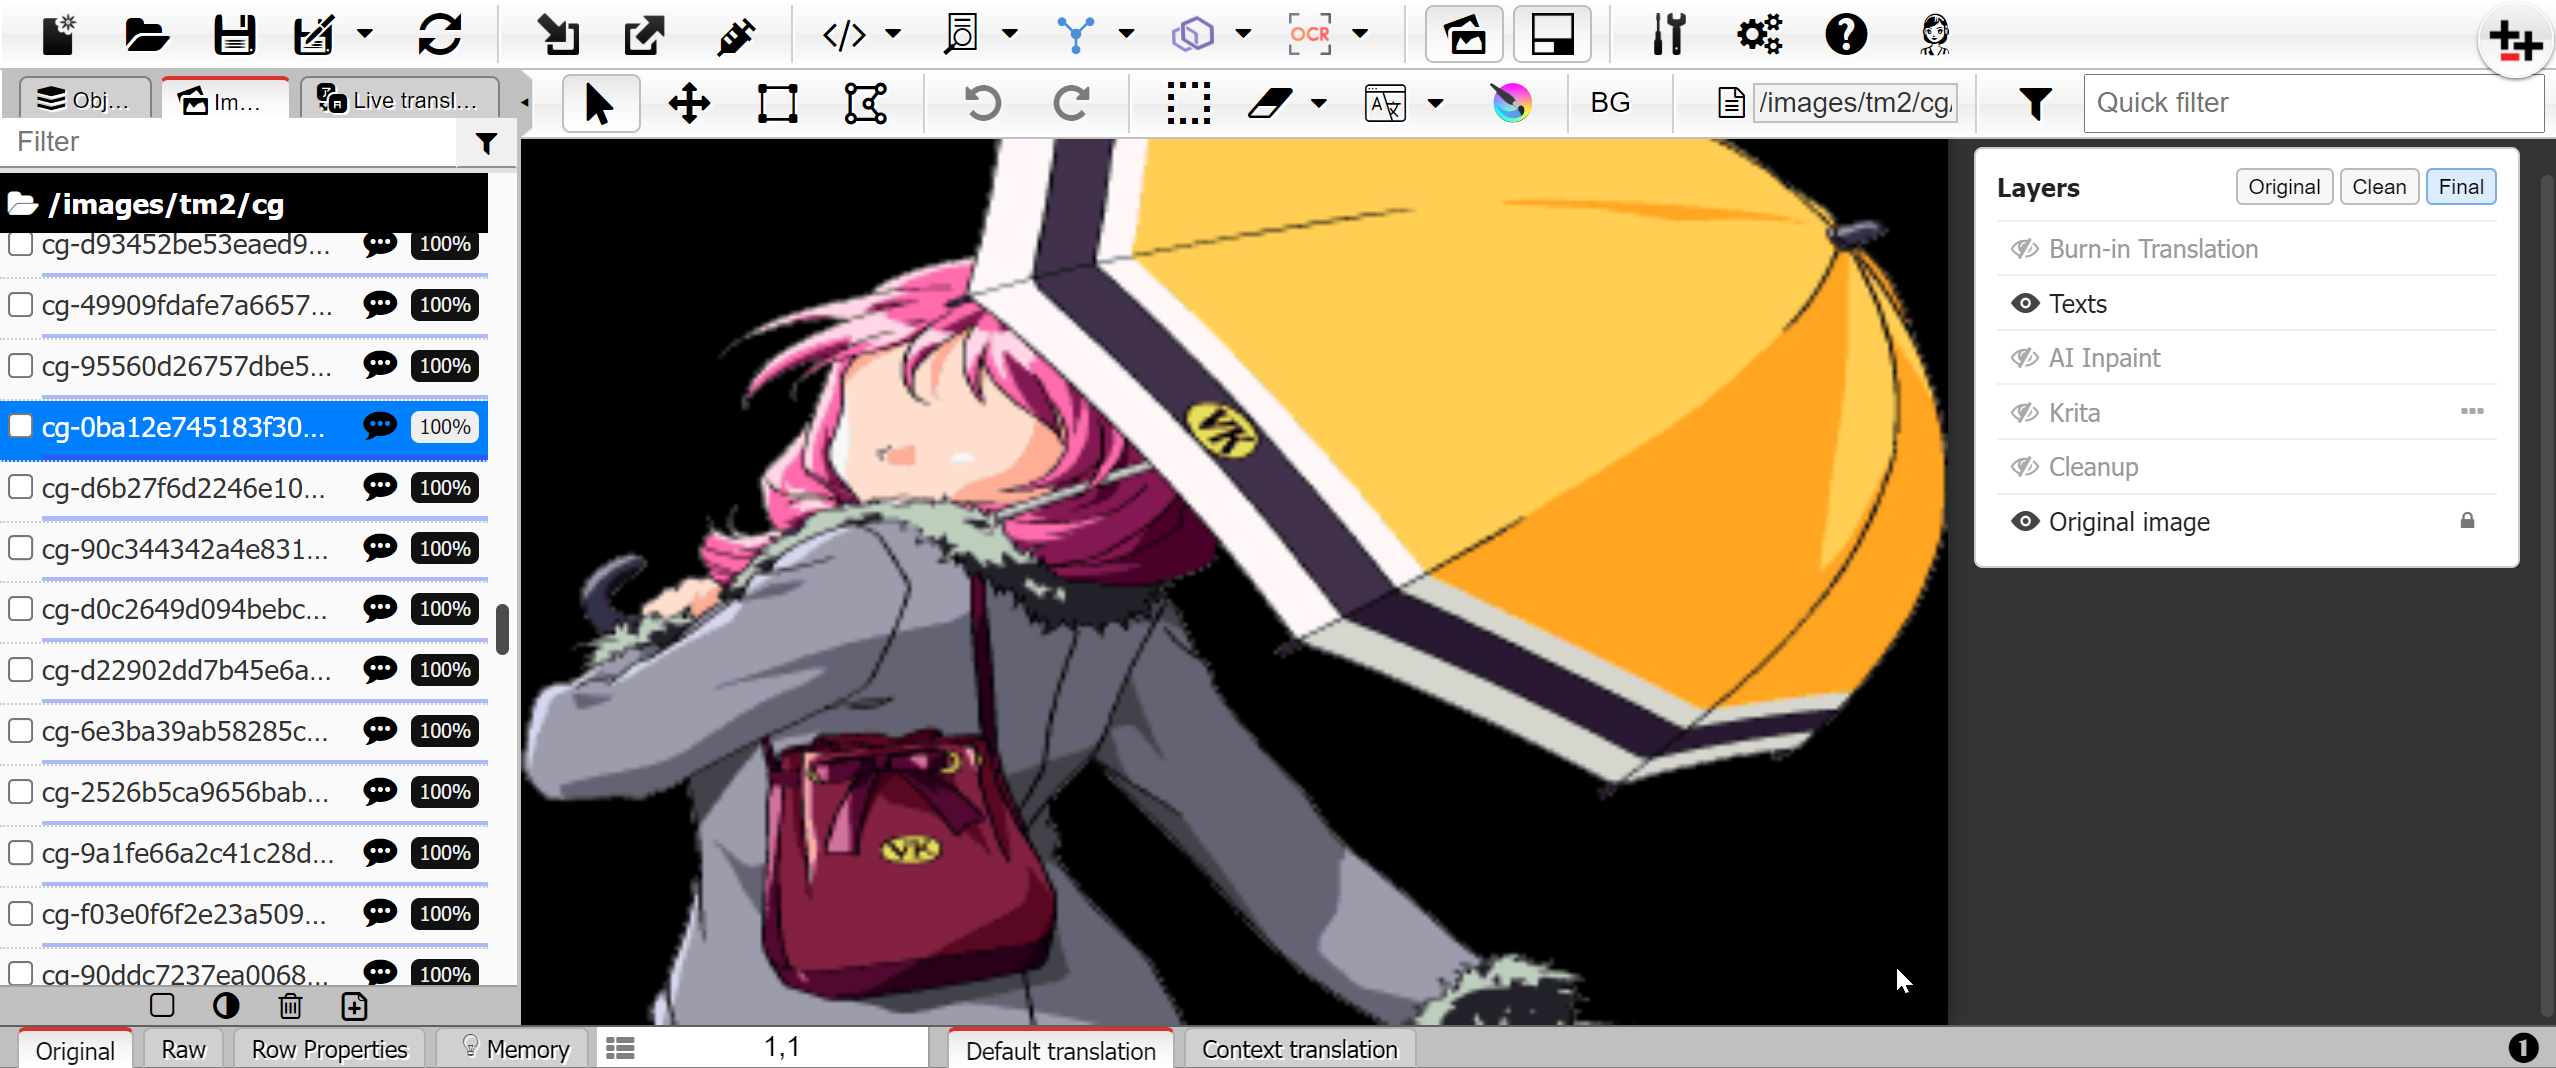 Obj...
Im...
Live transl...
BG
/images/tm2/cg/
Quick filter
Filter
/images/tm2/cg
cg-d93452be53eaed9... 100%
cg-49909fdafe7a6657... 100%
cg-95560d26757dbe5... 100%
cg-0ba12e745183f30... 100%
cg-d6b27f6d2246e10... 100%
cg-90c344342a4e831... 100%
cg-d0c2649d094bebc... 100%
cg-d22902dd7b45e6a... 100%
cg-6e3ba39ab58285c... 100%
cg-2526b5ca9656bab... 100%
cg-9a1fe66a2c41c28d... 100%
cg-f03e0f6f2e23a509... 100%
cg-90ddc7237ea0068... 100%
OCR
VK
VK
Layers
Original Clean Final
Burn-in Translation
Texts
AI Inpaint
Krita
Cleanup
Original image
Original Raw Row Properties Memory 1,1 Default translation Context translation 1